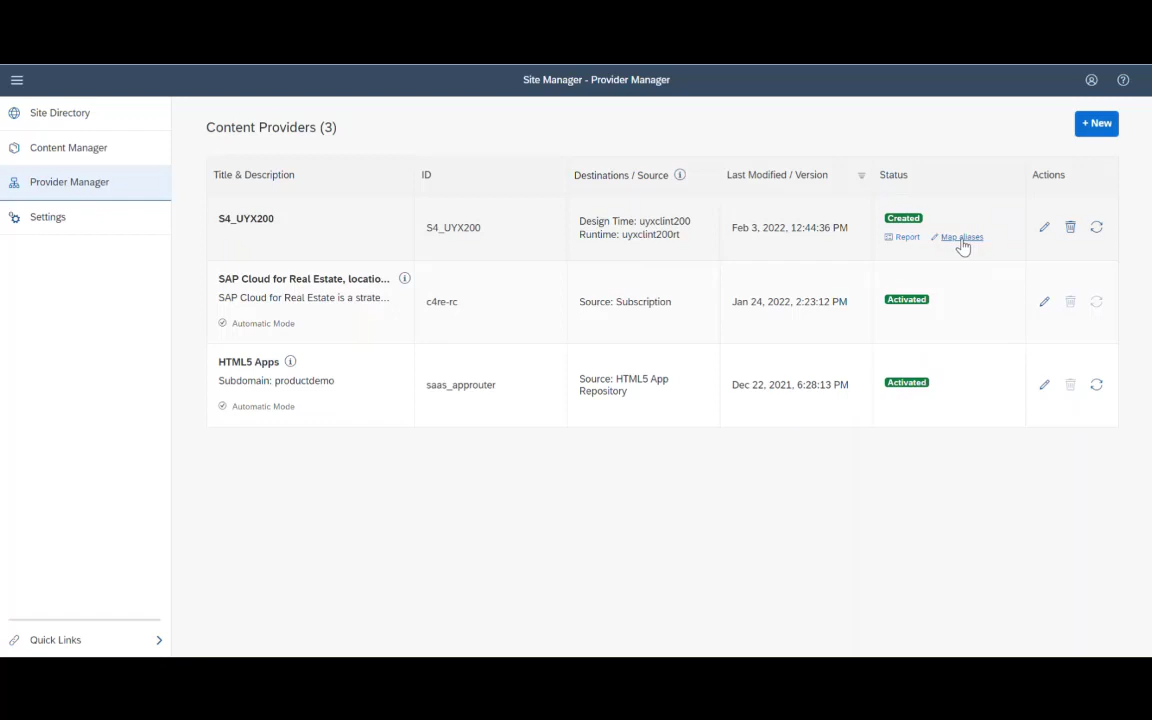 Site Manager - Provider Manager
Site Directory
Content Manager
Provider Manager
Settings
Quick Links
Content Providers (3)
+ New
Title & Description
ID
Destinations / Source
Last Modified / Version
Status
Actions
S4_UYX200
S4_UYX200
Design Time: uyxclint200
Runtime: uyxclint200rt
Feb 3, 2022, 12:44:36 PM
Created
Report
Map aliases
SAP Cloud for Real Estate, locatio...
SAP Cloud for Real Estate is a strate...
Automatic Mode
c4re-rc
Source: Subscription
Jan 24, 2022, 2:23:12 PM
Activated
HTML5 Apps
Subdomain: productdemo
Automatic Mode
saas_approuter
Source: HTML5 App
Repository
Dec 22, 2021, 6:28:13 PM
Activated